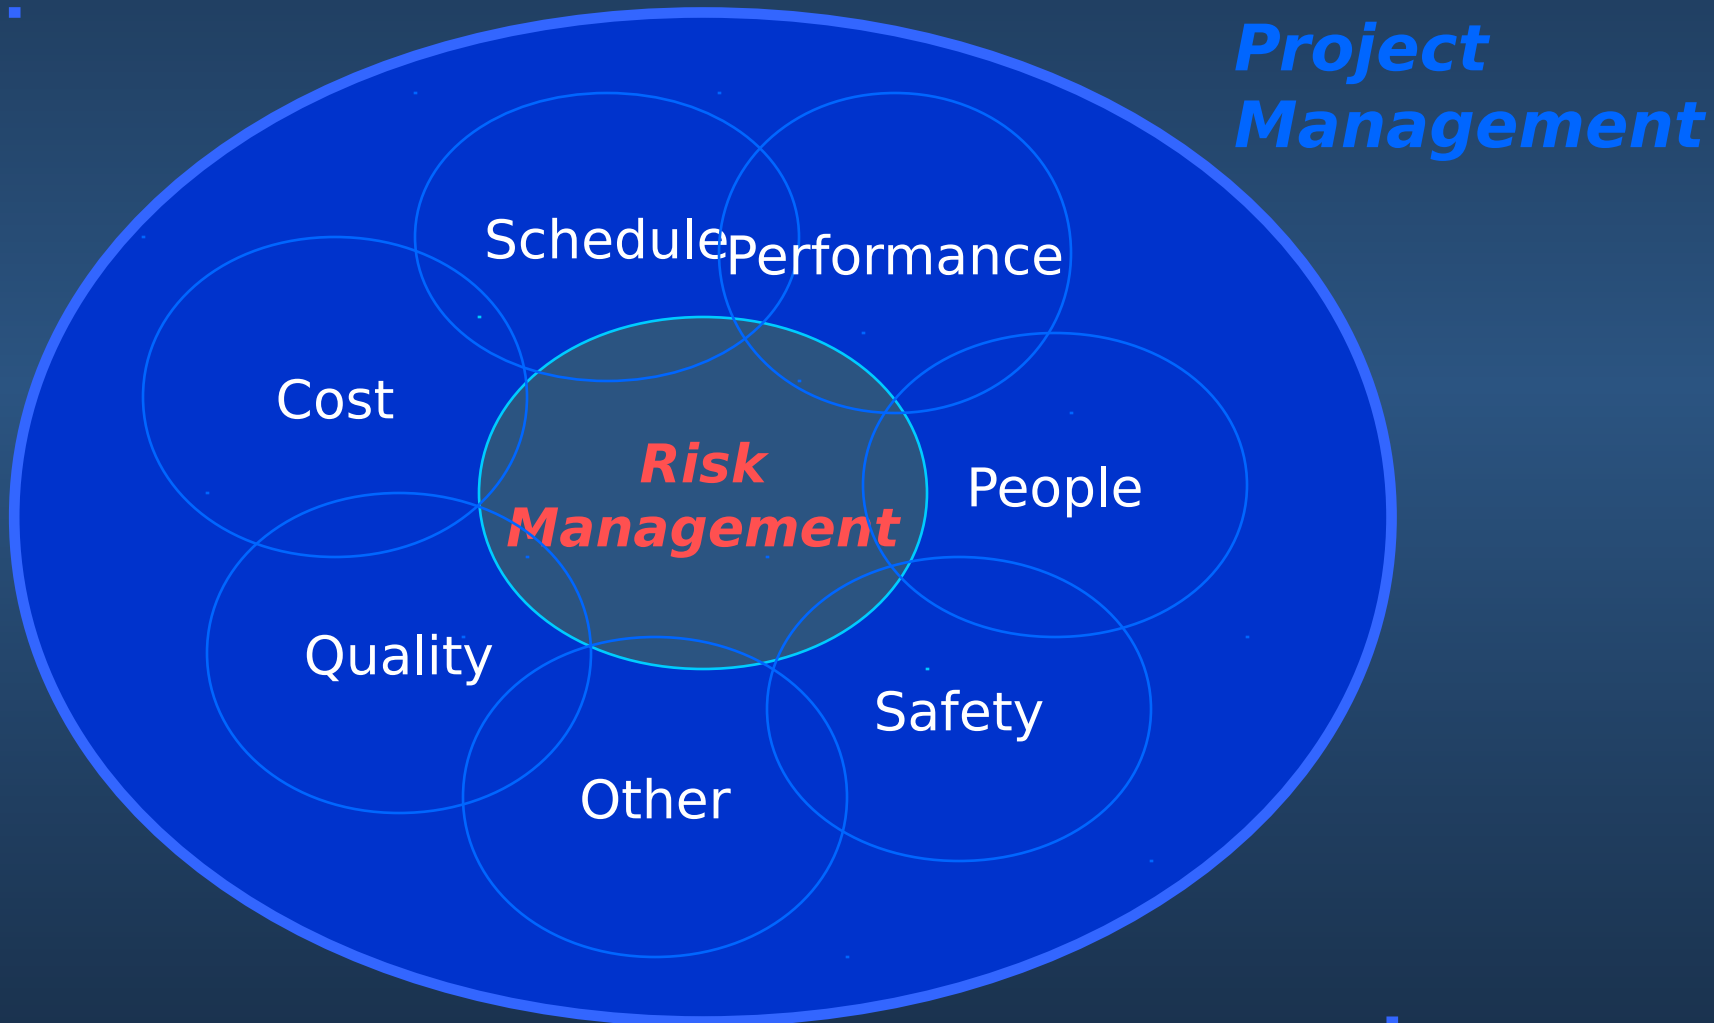 Project
Management
Schedule
Performance
Cost
Risk
Management
People
Quality
Safety
Other